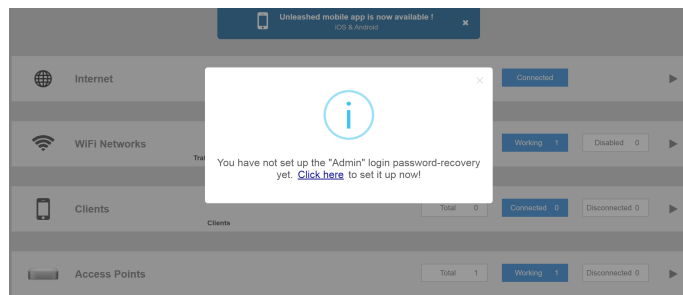 Unleashed mobile app is now available !
iOS & Android
Internet
Connected
WiFi Networks
Working 1
Disabled 0
You have not set up the "Admin" login password-recovery
yet. Click here to set it up now!
Clients
Total 0
Connected 0
Disconnected 0
Clients
Access Points
Total 1
Working 1
Disconnected 0